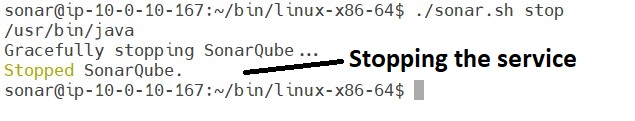 sonar@ip-10-0-10-167:~/bin/linux-x86-64$ ./sonar.sh stop
/usr/bin/java
Gracefully stopping SonarQube...
Stopped SonarQube.
Stopping the service
sonar@ip-10-0-10-167:~/bin/linux-x86-64$